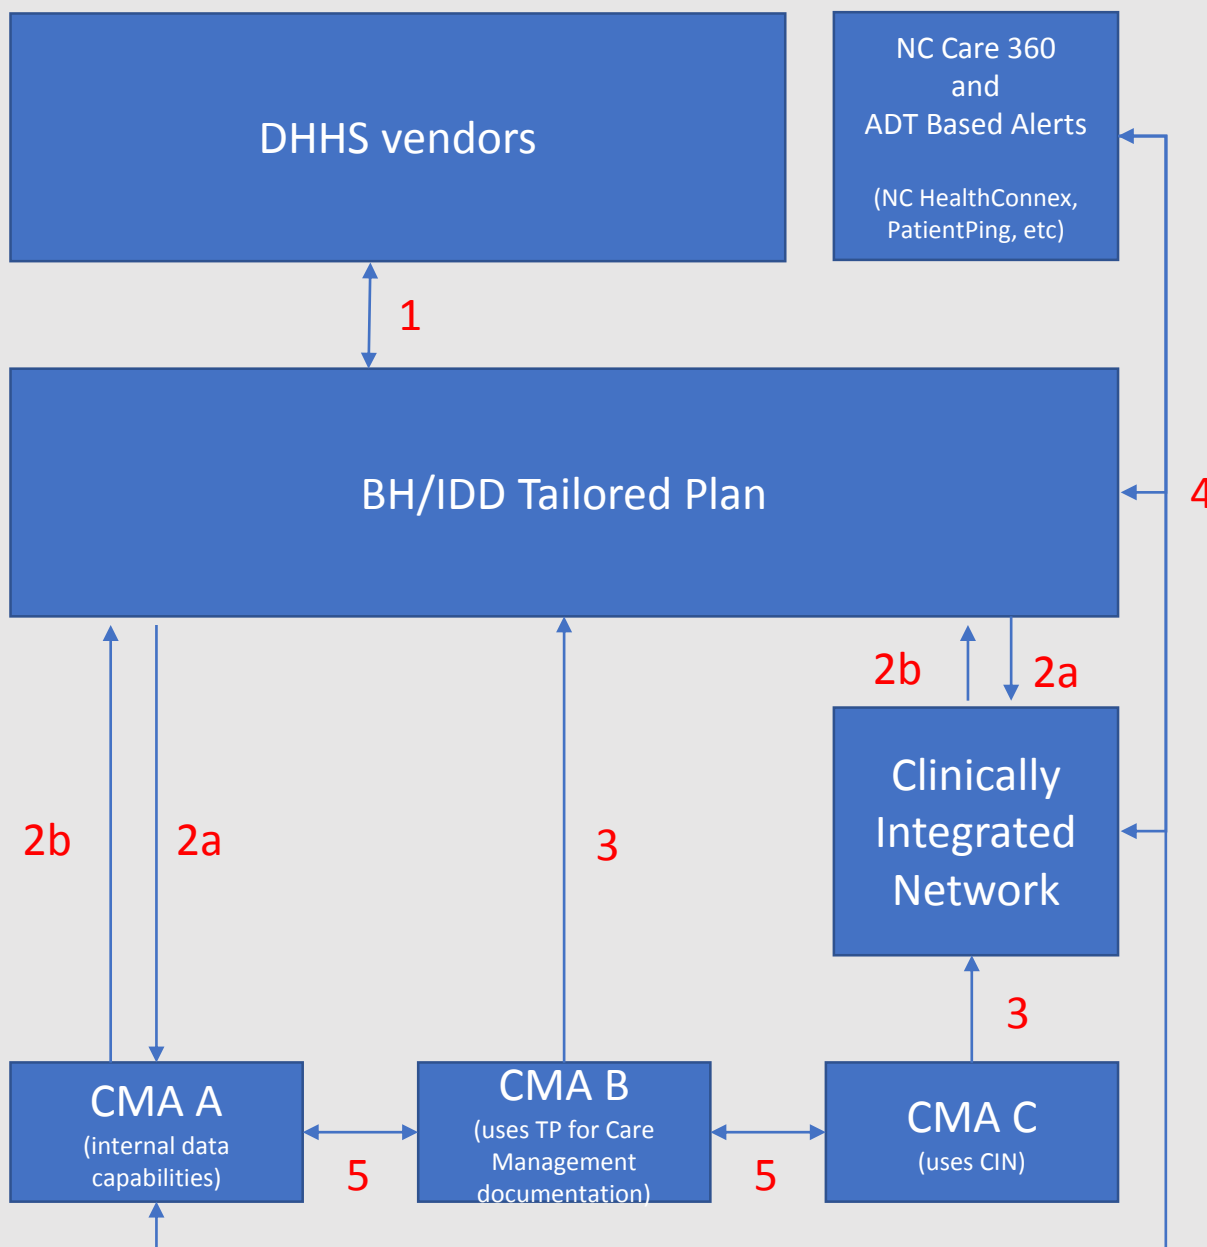 DHHS vendors
NC Care 360
and
ADT Based Alerts
(NC HealthConnex,
PatientPing, etc)
1
BH/IDD Tailored Plan
4
2b
2a
Clinically
Integrated
Network
2b
2a
3
3
CMA A
(internal data
capabilities)
5
CMA B
(uses TP for Care
Management
documentation)
5
CMA C
(uses CIN)